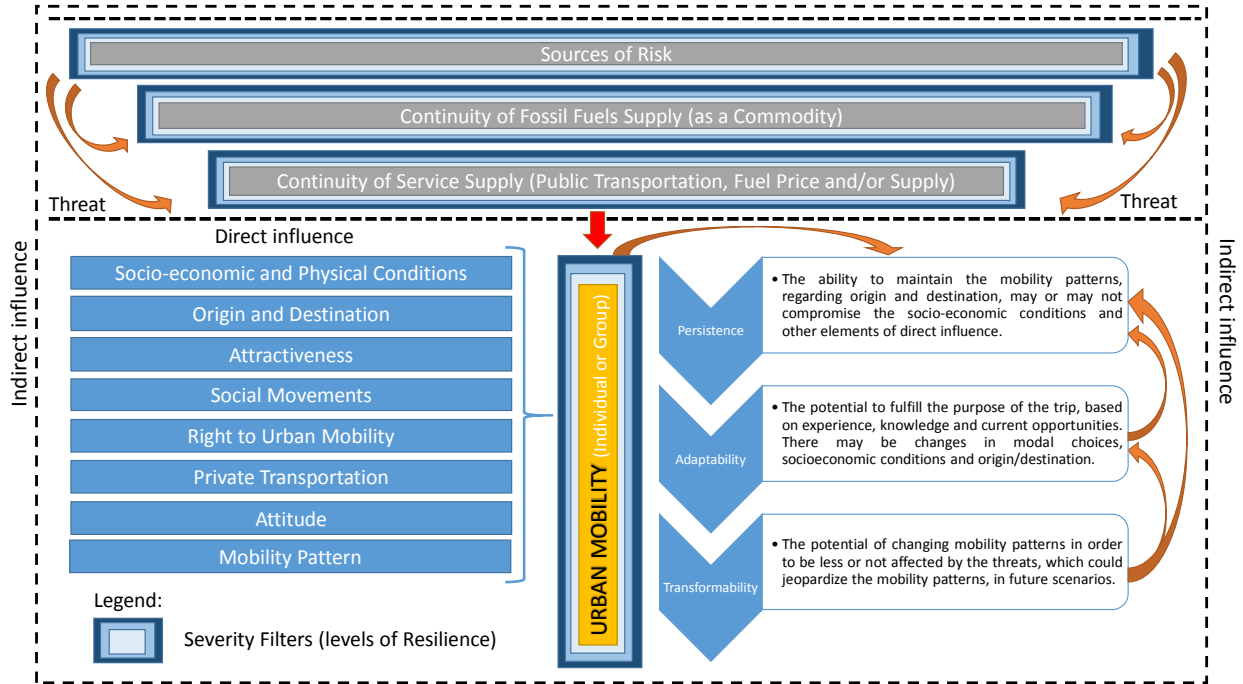 Sources of Risk
Continuity of Fossil Fuels Supply (as a Commodity)
Continuity of Service Supply (Public Transportation, Fuel Price and/or Supply)
Threat
Threat
Indirect influence
Indirect influence
Direct influence
Socio-economic and Physical Conditions
Origin and Destination
Attractiveness
Social Movements
Right to Urban Mobility
Private Transportation
Attitude
Mobility Pattern
URBAN MOBILITY (Individual or Group)
Persistence
• The ability to maintain the mobility patterns,
regarding origin and destination, may or may not
compromise the socio-economic conditions and
other elements of direct influence.
Adaptability
• The potential to fulfill the purpose of the trip, based
on experience, knowledge and current opportunities.
There may be changes in modal choices,
socioeconomic conditions and origin/destination.
Transformability
• The potential of changing mobility patterns in order
to be less or not affected by the threats, which could
jeopardize the mobility patterns, in future scenarios.
Legend:
Severity Filters (levels of Resilience)